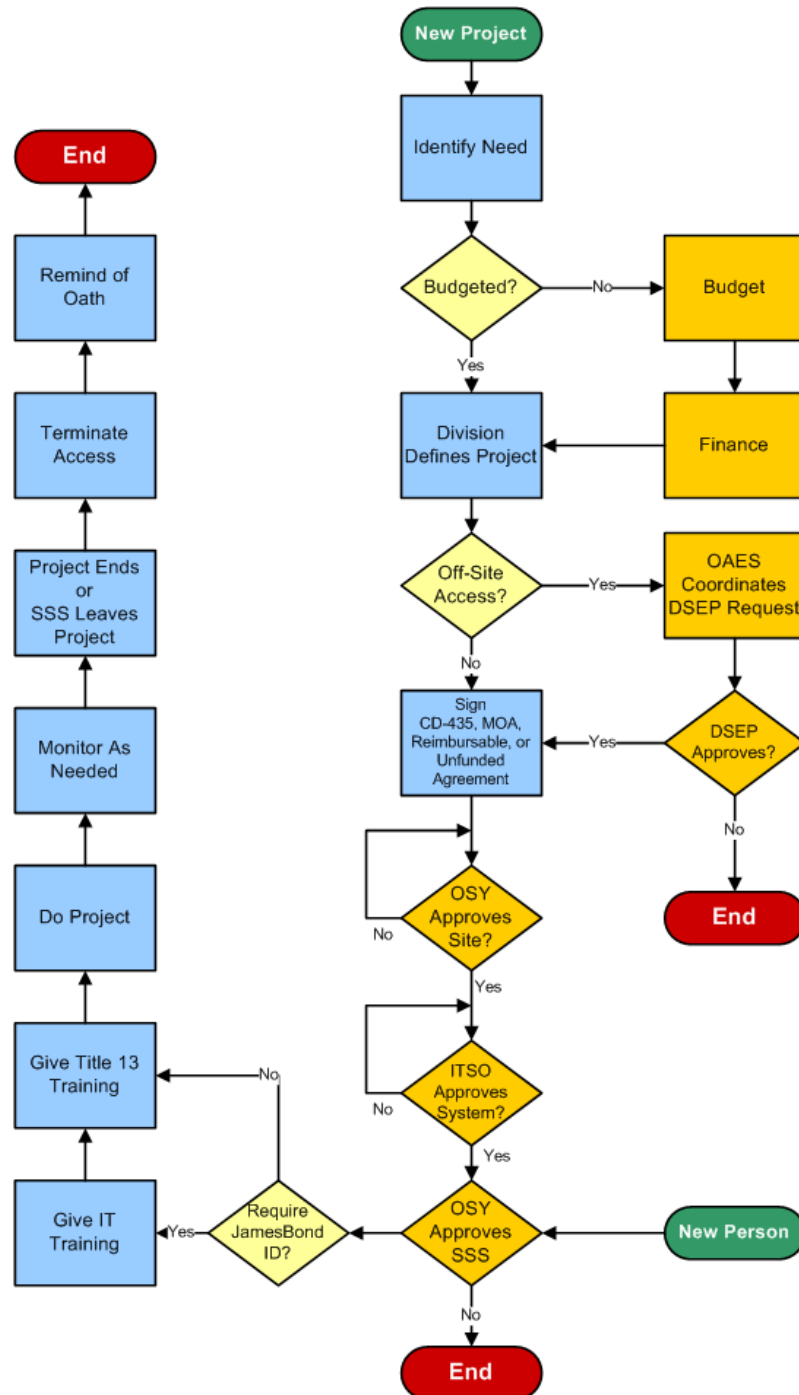 New Project
Identify Need
End
Remind of
Oath
Budgeted?
No
Budget
Yes
Terminate
Access
Division
Defines Project
Finance
Project Ends
or
SSS Leaves
Project
Off-Site
Access?
Yes
OAES
Coordinates
DSEP Request
No
Monitor As
Needed
Sign
CD-435, MOA,
Reimbursable, or
Unfunded
Agreement
Yes
DSEP
Approves?
No
Do Project
OSY
Approves
Site?
No
Yes
End
Give Title 13
Training
No
ITSO
Approves
System?
No
Yes
Give IT
Training
Yes
Require
JamesBond
ID?
OSY
Approves
SSS
New Person
No
End